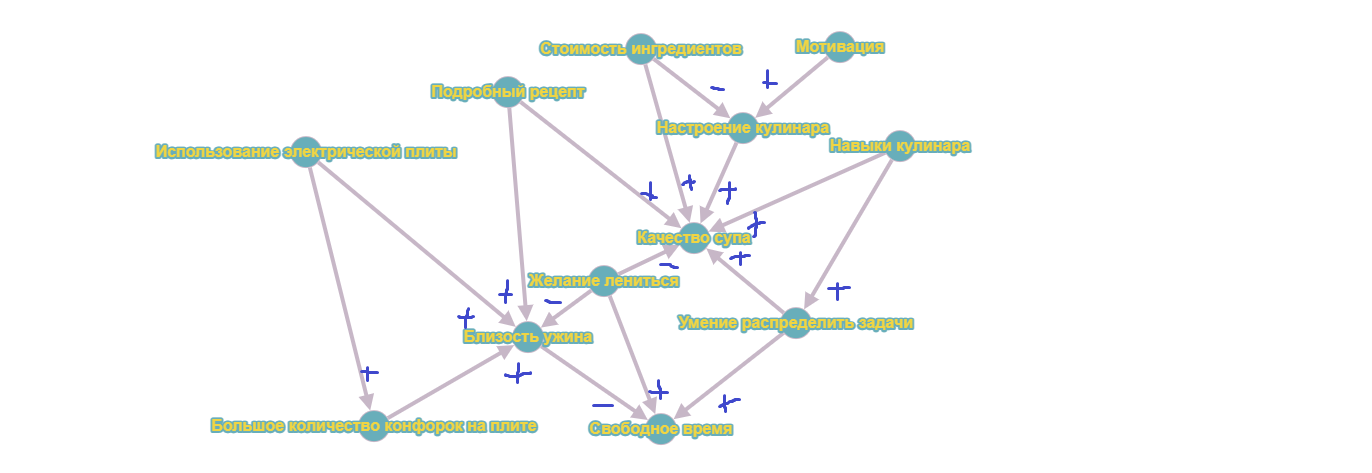 Стоимость ингредиентов
Мотивация
Подробный рецепт
- +
Настроение кулинара
Навыки кулинара
Использование электрической плиты
+ + +
+
Качество супа
- +
Желание лениться
+ - +
+
Умение распределить задачи
Близость ужина
+ +
- + +
Большое количество конфорок на плите
Свободное время